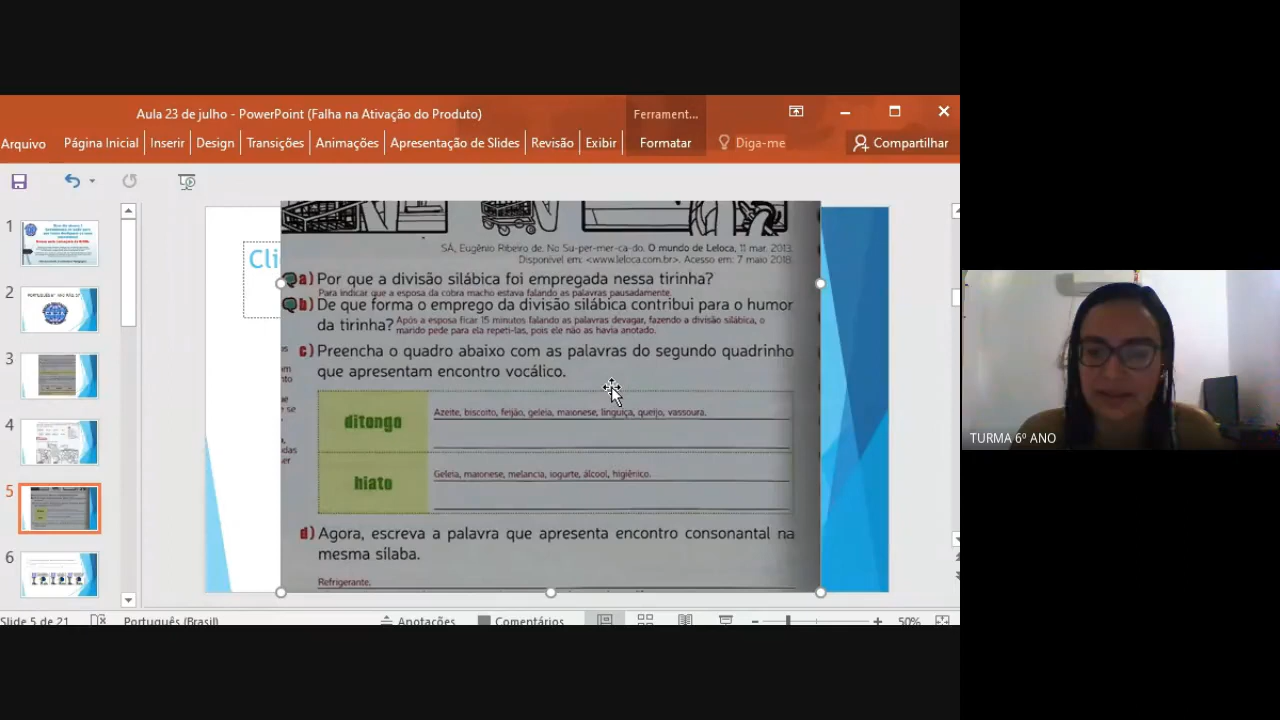 Aula 23 de julho - PowerPoint (Falha na Ativação do Produto)
Ferrament...
Arquivo
Página Inicial
Inserir
Design
Transições
Animações
Apresentação de Slides
Revisão
Exibir
Formatar
Diga-me
Compartilhar
1
2
3
4
5
6
Cli
SÁ, Eugênio Ribeiro de. No Su-per-mer-ca-do. O mundo de Leloca, 11 mar. 2013.
Disponível em: <www.leloca.com.br>. Acesso em: 7 maio 2018.
a) Por que a divisão silábica foi empregada nessa tirinha?
Para indicar que a esposa da cobra macho estava falando as palavras pausadamente.
b) De que forma o emprego da divisão silábica contribui para o humor
da tirinha? Após a esposa ficar 15 minutos falando as palavras devagar, fazendo a divisão silábica, o
marido pede para ela repeti-las, pois ele não as havia anotado.
c) Preencha o quadro abaixo com as palavras do segundo quadrinho
que apresentam encontro vocálico.
ditongo
Azeite, biscoito, feijão, geleia, maionese, linguiça, queijo, vassoura.
hiato
Geleia, maionese, melancia, iogurte, álcool, higiênico.
d) Agora, escreva a palavra que apresenta encontro consonantal na
mesma sílaba.
Refrigerante.
Slide 5 de 21
Português (Brasil)
Anotações
Comentários
50%
TURMA 6º ANO